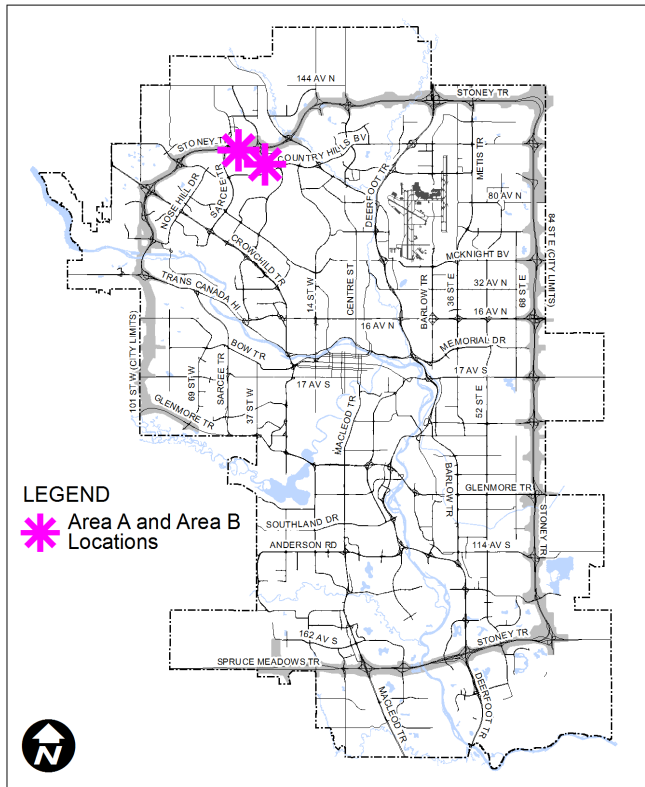 144 AV N
STONEY TR
STONEY TR
COUNTRY HILLS BV
METIS TR
DEERFOOT TR
SARCEE TR
NOSE HILL DR
80 AV N
84 ST E (CITY LIMITS)
CROWCHILD TR
MCKNIGHT BV
TRANS CANADA HI
14 ST W
CENTRE ST
BARLOW TR
36 ST E
32 AV N
68 ST E
16 AV N
16 AV N
101 ST W (CITY LIMITS)
BOW TR
MEMORIAL DR
69 ST W
SARCEE TR
37 ST W
17 AV S
17 AV S
GLENMORE TR
MACLEOD TR
52 ST E
BARLOW TR
GLENMORE TR
LEGEND
Area A and Area B
Locations
SOUTHLAND DR
ANDERSON RD
114 AV S
STONEY TR
162 AV S
STONEY TR
SPRUCE MEADOWS TR
MACLEOD TR
DEERFOOT TR
N